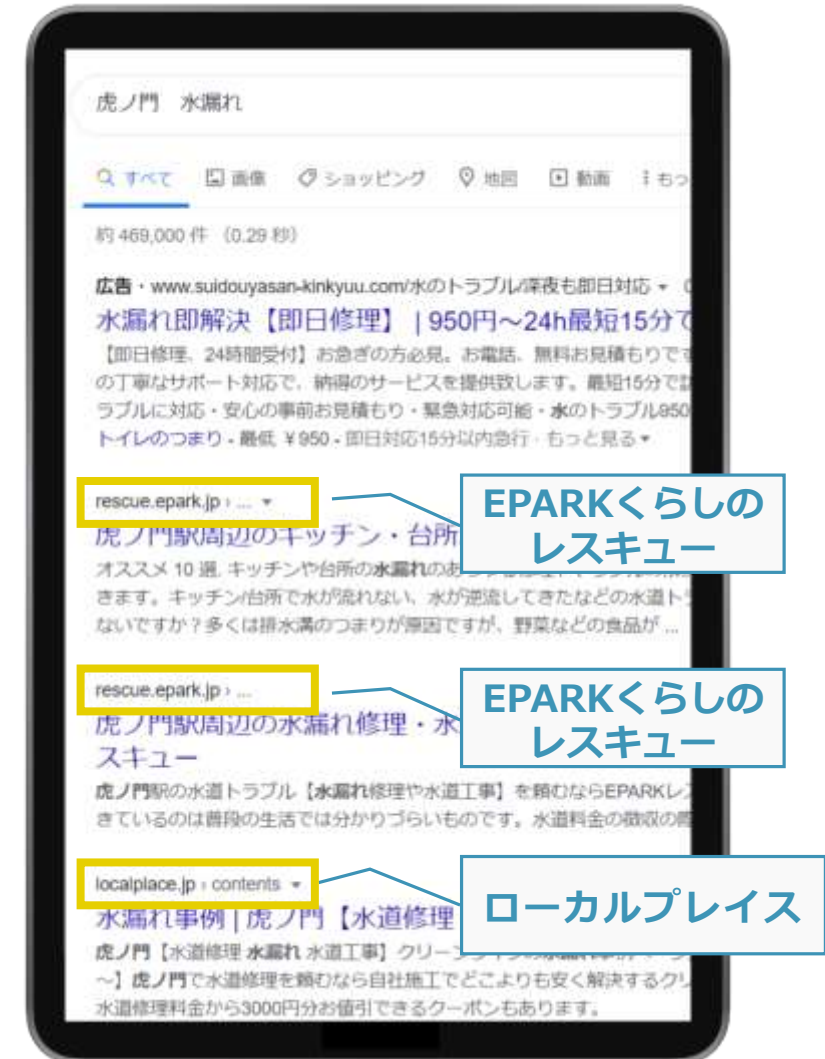 虎ノ門　水漏れ
すべて 画像 ショッピング 地図 動画 もっ
約 469,000 件 （0.29 秒）
広告・www.suidouyasan-kinkyuu.com/水のトラブル/深夜も即日対応
水漏れ即解決【即日修理】 | 950円～24h最短15分で
【即日修理、24時間受付】お急ぎの方必見。お電話、無料お見積もりです
の丁寧なサポート対応で、納得のサービスを提供致します。最短15分で
ラブルに対応・安心の事前お見積もり・緊急対応可能・水のトラブル950
トイレのつまり - 最低 ¥950 - 即日対応15分以内急行 · もっと見る
rescue.epark.jp › ...
EPARKくらしの
レスキュー
虎ノ門駅周辺のキッチン・台所
オススメ 10 選. キッチンや台所の水漏れの
きます。キッチン/台所で水が流れない、水が逆流してきたなどの水道ト
ないですか？多くは排水溝のつまりが原因ですが、野菜などの食品が ...
rescue.epark.jp › ...
EPARKくらしの
レスキュー
虎ノ門駅周辺の水漏れ修理・水
スキュー
虎ノ門駅の水道トラブル【水漏れ修理や水道工事】を頼むならEPARKレ
きているのは普段の生活では分かりづらいものです。水道料金の徴収の際
localplace.jp › contents
ローカルプレイス
水漏れ事例 | 虎ノ門【水道修理
虎ノ門【水道修理 水漏れ 水道工事】クリー
～】虎ノ門で水道修理を頼むなら自社施工でどこよりも安く解決するクリ
水道修理料金から3000円分お値引できるクーポンもあります。